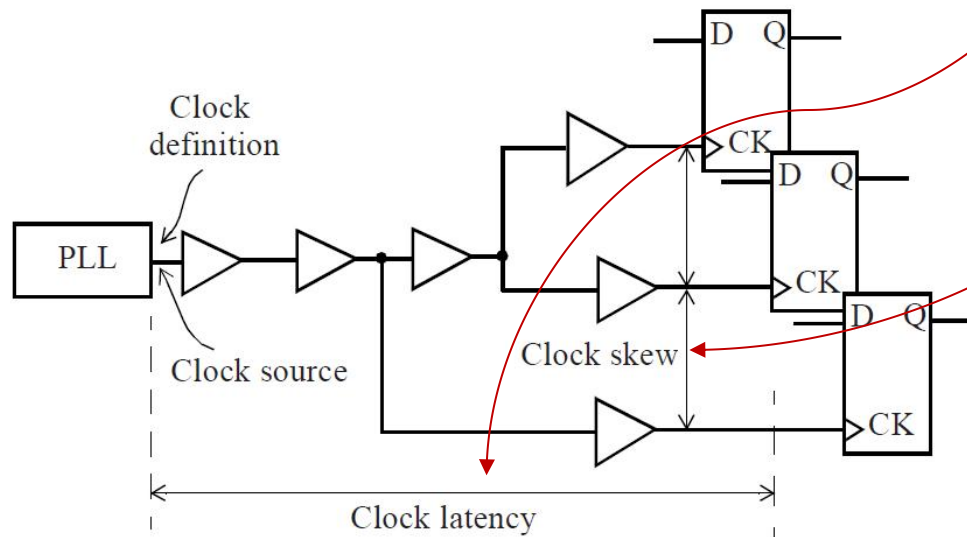 D Q
Clock
definition
CK
D Q
PLL
CK
D Q
Clock skew
Clock source
CK
Clock latency